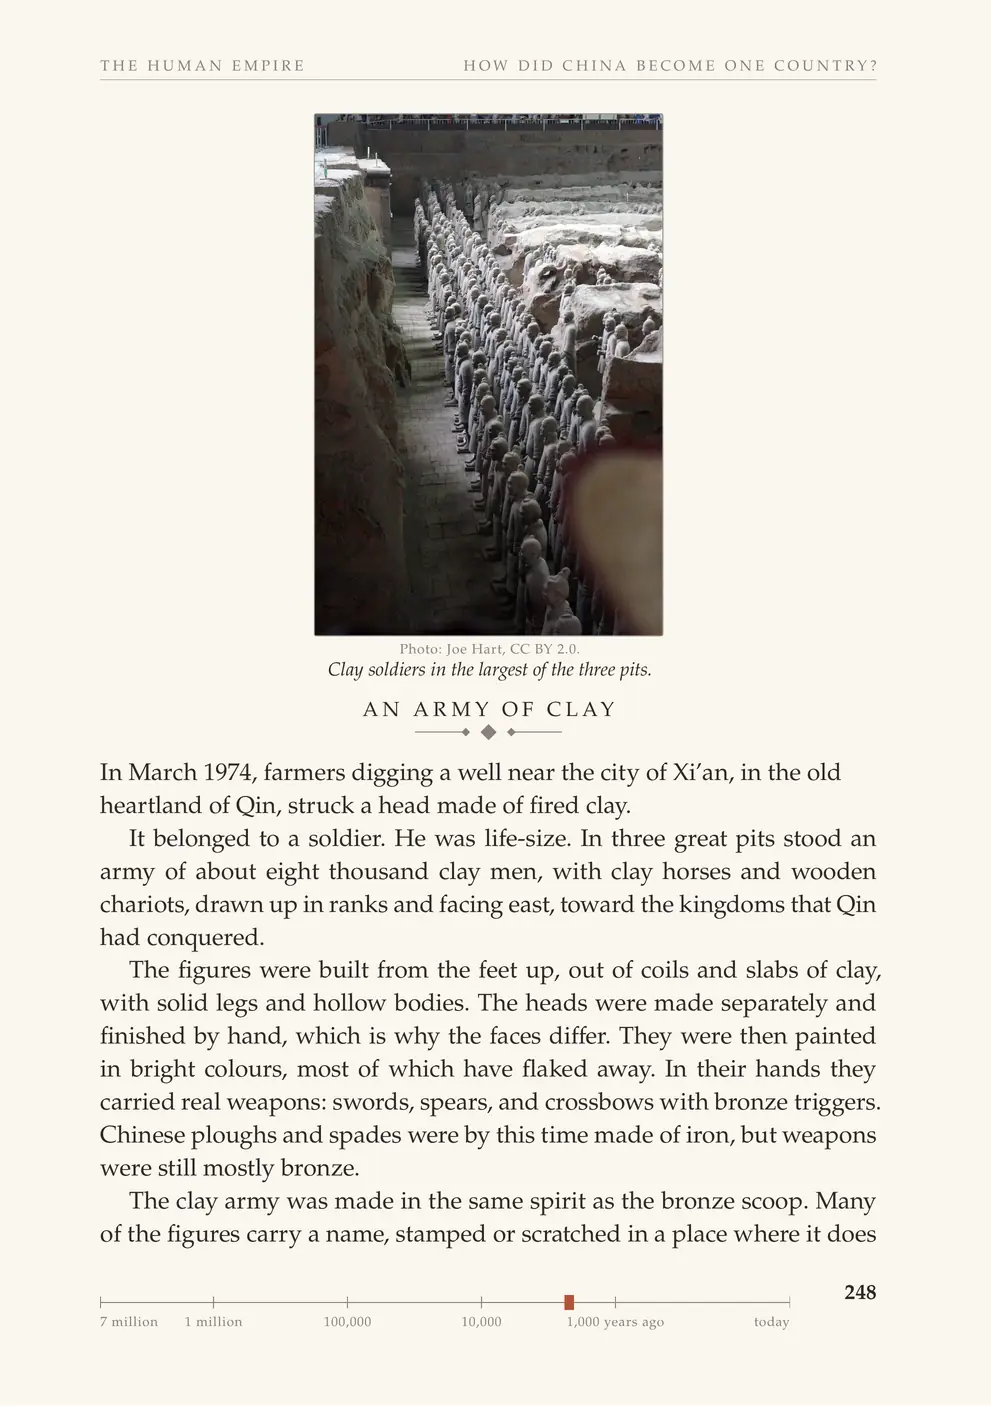 THE HUMAN EMPIRE
HOW DID CHINA BECOME ONE COUNTRY?
Photo: Joe Hart, CC BY 2.0.
Clay soldiers in the largest of the three pits.
AN ARMY OF CLAY
In March 1974, farmers digging a well near the city of Xi’an, in the old
heartland of Qin, struck a head made of fired clay.
It belonged to a soldier. He was life-size. In three great pits stood an
army of about eight thousand clay men, with clay horses and wooden
chariots, drawn up in ranks and facing east, toward the kingdoms that Qin
had conquered.
The figures were built from the feet up, out of coils and slabs of clay,
with solid legs and hollow bodies. The heads were made separately and
finished by hand, which is why the faces differ. They were then painted
in bright colours, most of which have flaked away. In their hands they
carried real weapons: swords, spears, and crossbows with bronze triggers.
Chinese ploughs and spades were by this time made of iron, but weapons
were still mostly bronze.
The clay army was made in the same spirit as the bronze scoop. Many
of the figures carry a name, stamped or scratched in a place where it does
248
7 million
1 million
100,000
10,000
1,000 years ago
today